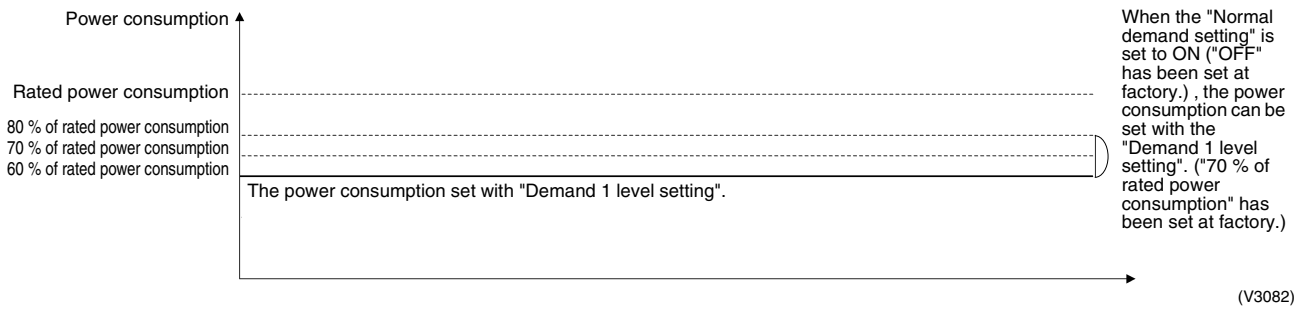 Power consumption
Rated power consumption
80 % of rated power consumption
70 % of rated power consumption
60 % of rated power consumption
The power consumption set with "Demand 1 level setting".
When the "Normal
demand setting" is
set to ON ("OFF"
has been set at
factory.) , the power
consumption can be
set with the
"Demand 1 level
setting". ("70 % of
rated power
consumption" has
been set at factory.)
(V3082)